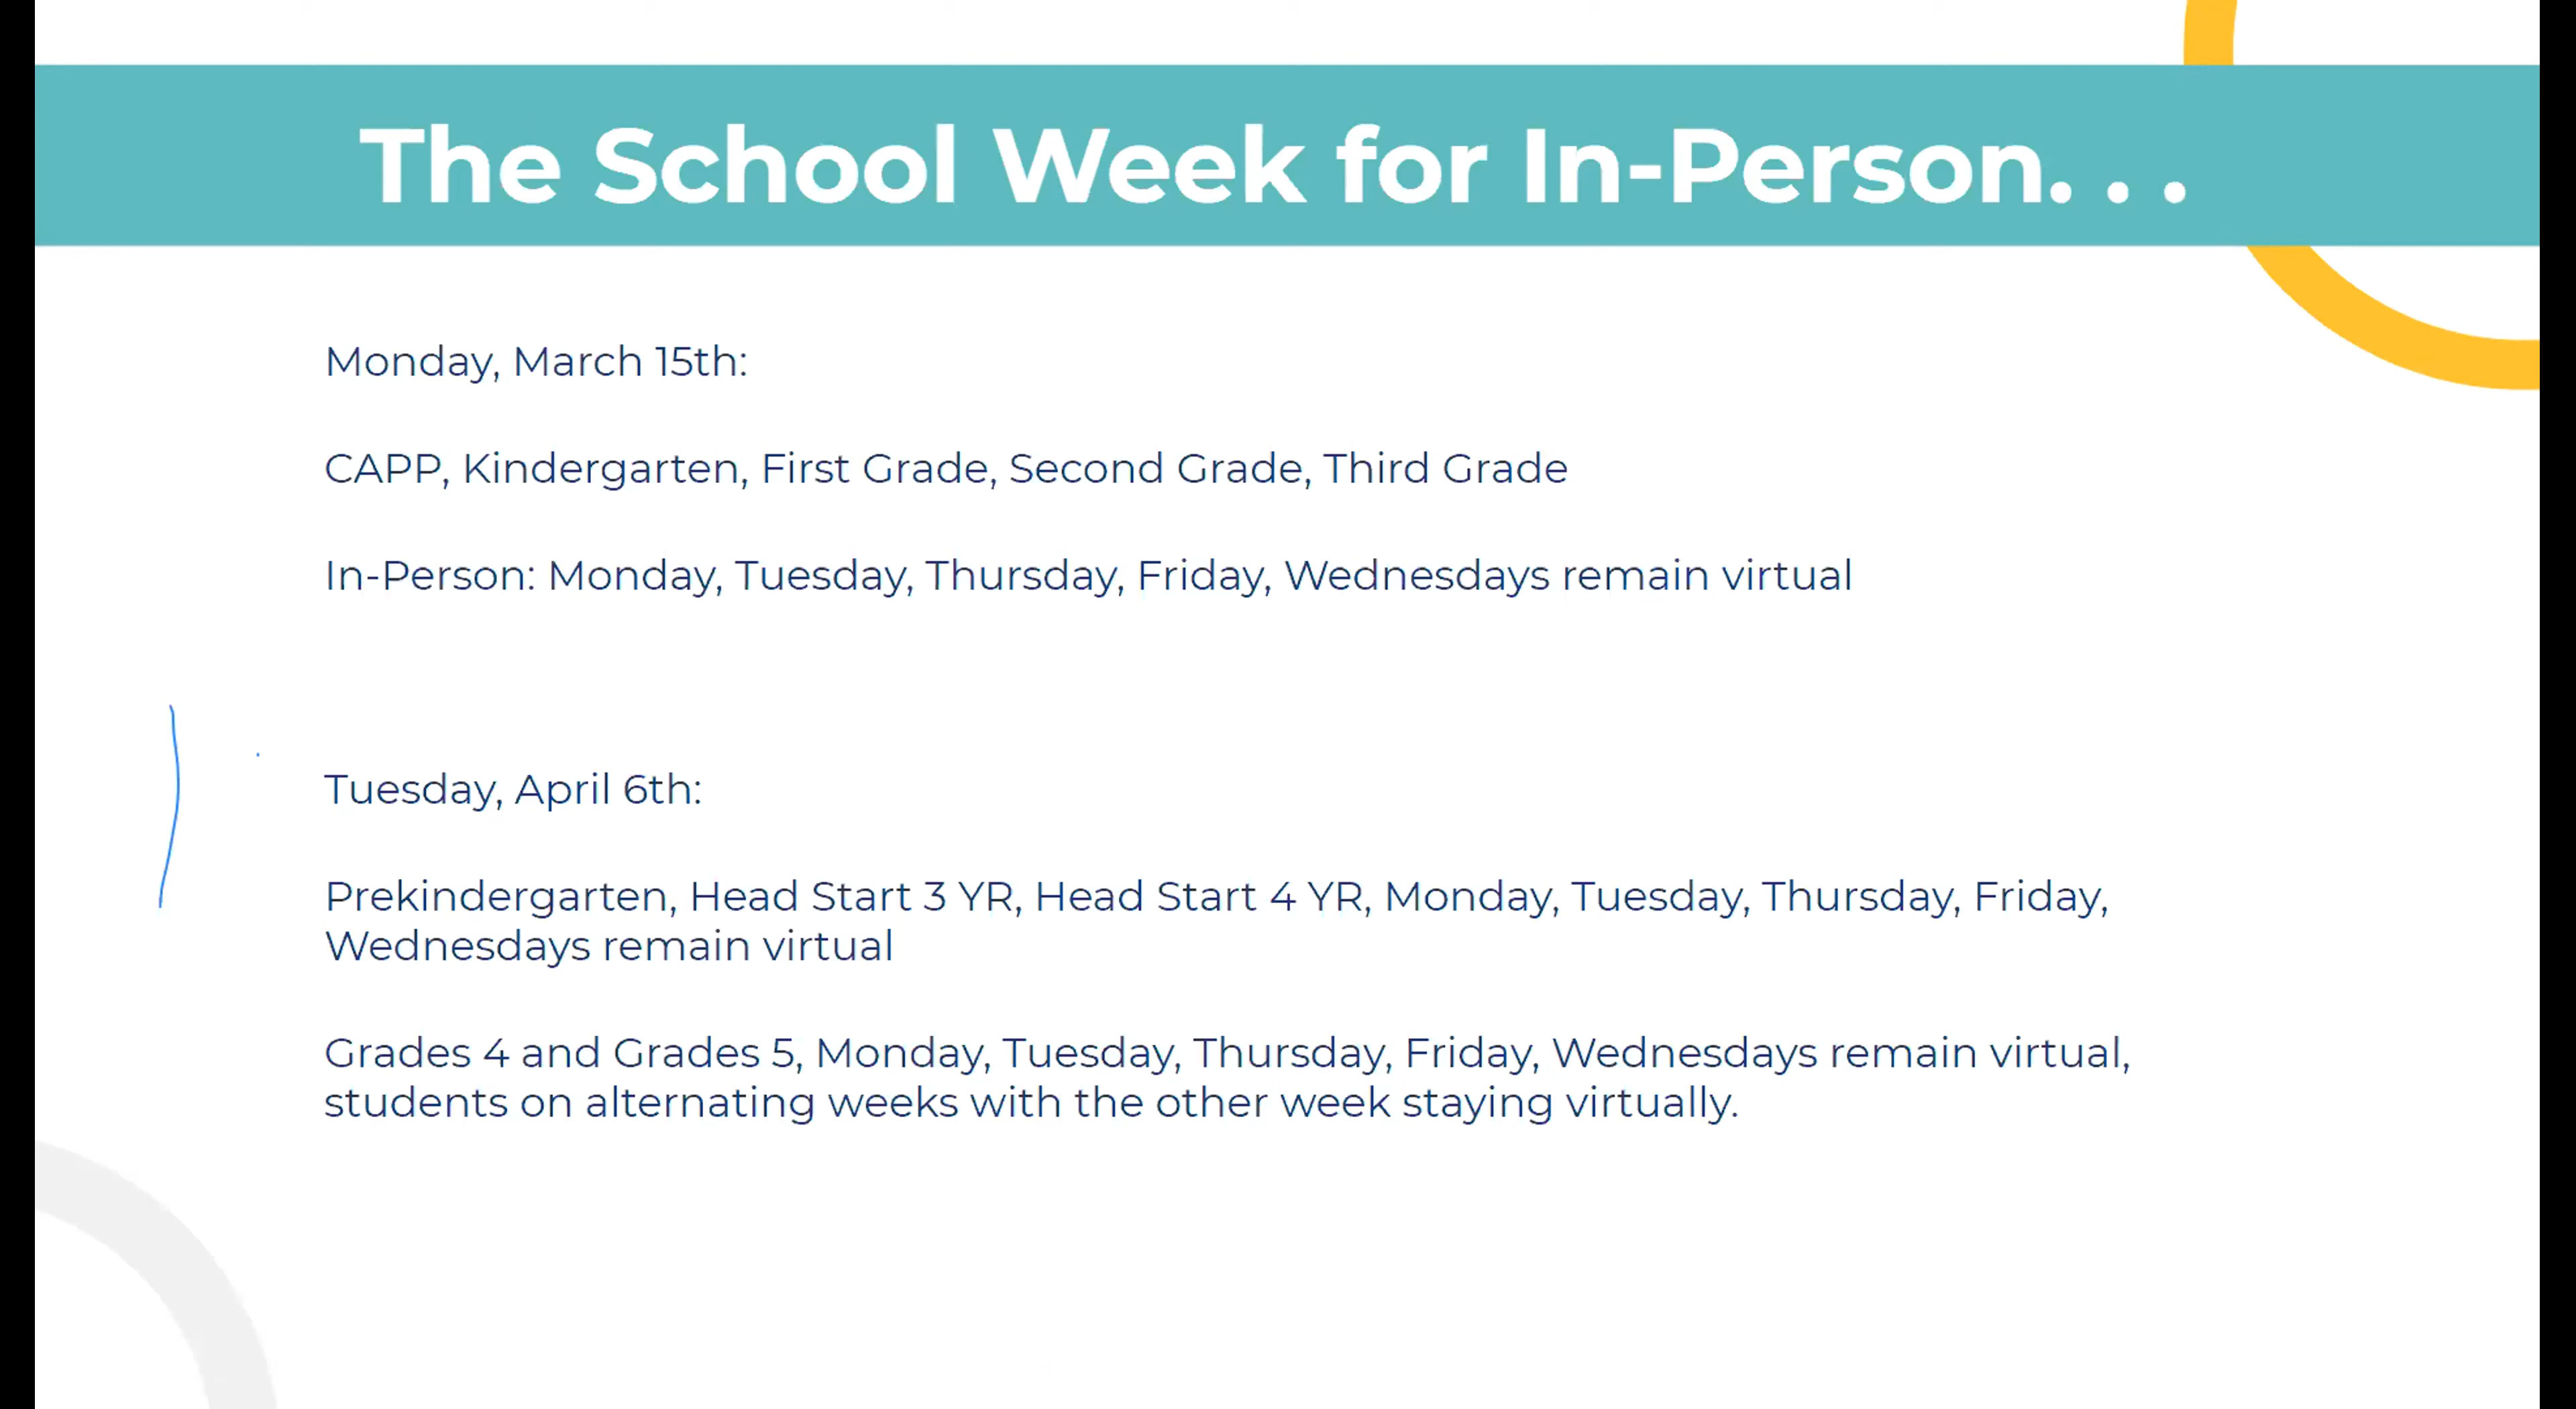 The School Week for In-Person. . .
Monday, March 15th:
CAPP, Kindergarten, First Grade, Second Grade, Third Grade
In-Person: Monday, Tuesday, Thursday, Friday, Wednesdays remain virtual
Tuesday, April 6th:
Prekindergarten, Head Start 3 YR, Head Start 4 YR, Monday, Tuesday, Thursday, Friday,
Wednesdays remain virtual
Grades 4 and Grades 5, Monday, Tuesday, Thursday, Friday, Wednesdays remain virtual,
students on alternating weeks with the other week staying virtually.